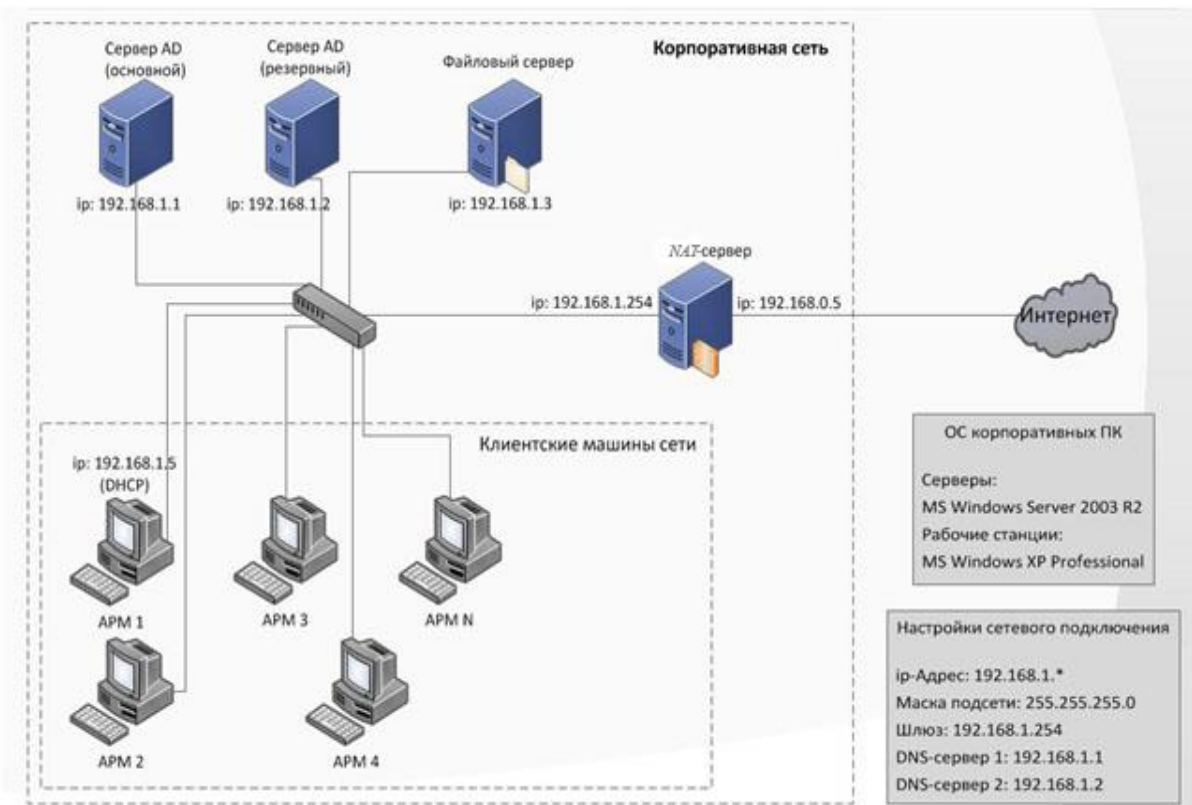 Сервер AD
(основной)
Сервер AD
(резервный)
Файловый сервер
Корпоративная сеть
ip: 192.168.1.1
ip: 192.168.1.2
ip: 192.168.1.3
NAT-сервер
ip: 192.168.1.254
ip: 192.168.0.5
Интернет
Клиентские машины сети
ip: 192.168.1.5
(DHCP)
АРМ 1
АРМ 3
АРМ N
АРМ 2
АРМ 4
ОС корпоративных ПК
Серверы:
MS Windows Server 2003 R2
Рабочие станции:
MS Windows XP Professional
Настройки сетевого подключения
ip-Адрес: 192.168.1.*
Маска подсети: 255.255.255.0
Шлюз: 192.168.1.254
DNS-сервер 1: 192.168.1.1
DNS-сервер 2: 192.168.1.2